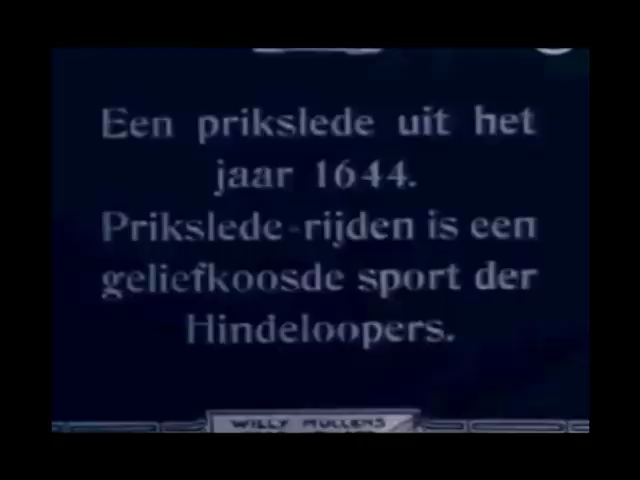 Een prikslede uit het
jaar 1644.
Prikslede-rijden is een
geliefkoosde sport der
Hindeloopers.
WILLY MULLENS